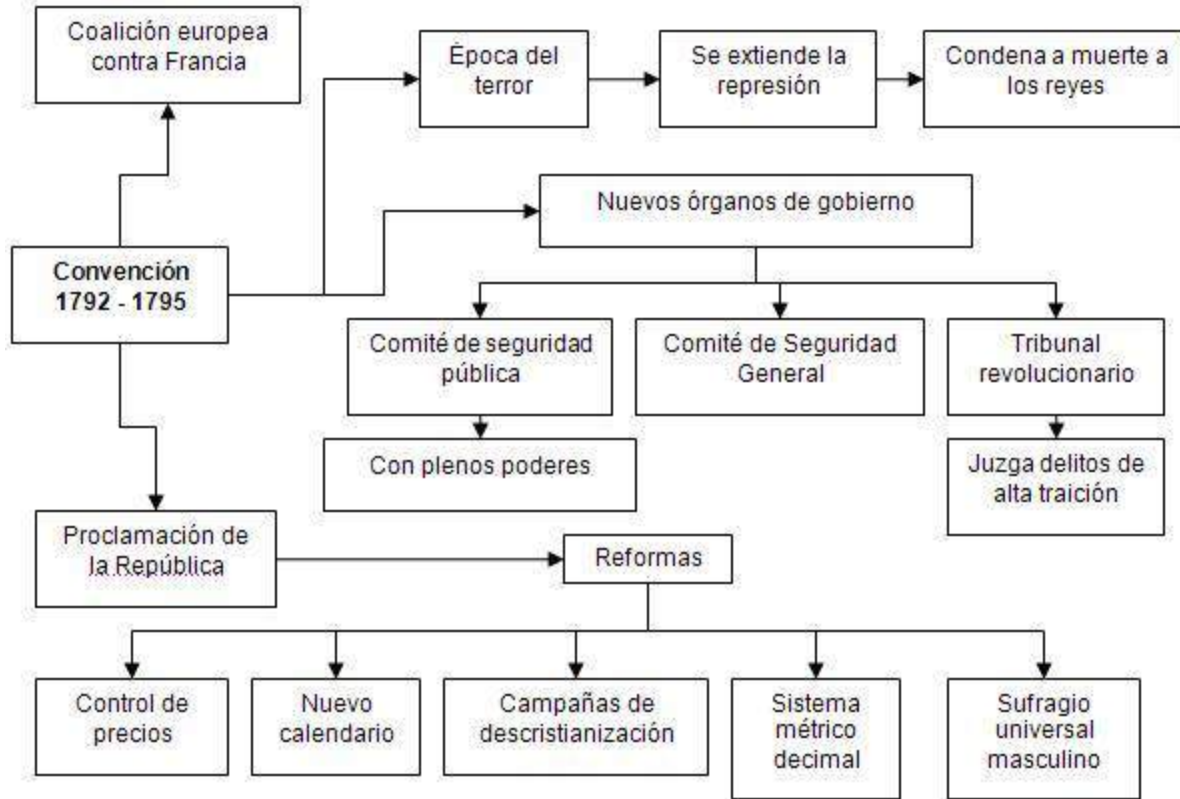 Coalición europea
contra Francia
Época del
terror
Se extiende la
represión
Condena a muerte a
los reyes
Nuevos órganos de gobierno
Convención
1792 - 1795
Comité de seguridad
pública
Comité de Seguridad
General
Tribunal
revolucionario
Con plenos poderes
Juzga delitos de
alta traición
Proclamación de
la República
Reformas
Control de
precios
Nuevo
calendario
Campañas de
descristianización
Sistema
métrico
decimal
Sufragio
universal
masculino